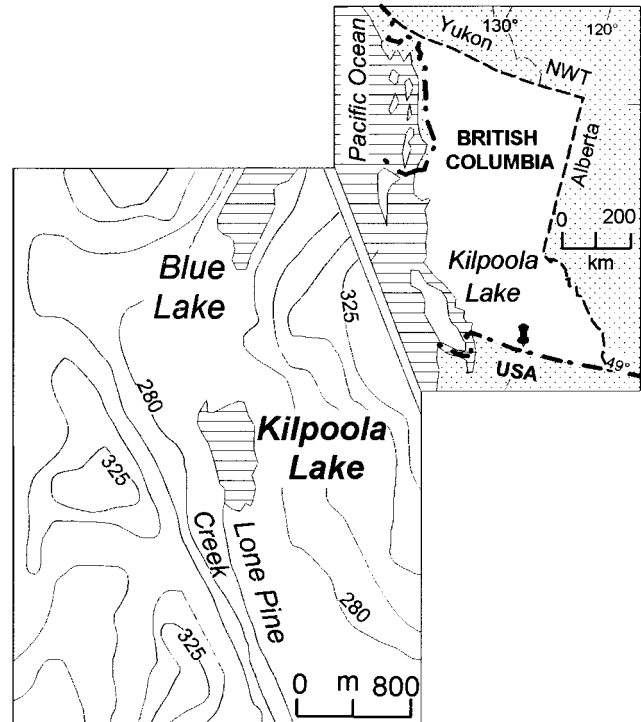 130°
120°
Yukon
NWT
Pacific Ocean
BRITISH
COLUMBIA
Alberta
0 200
km
Kilpoola
Lake
49°
USA
Blue
Lake
325
280
Kilpoola
Lake
325
Creek
Lone Pine
280
325
0 m 800